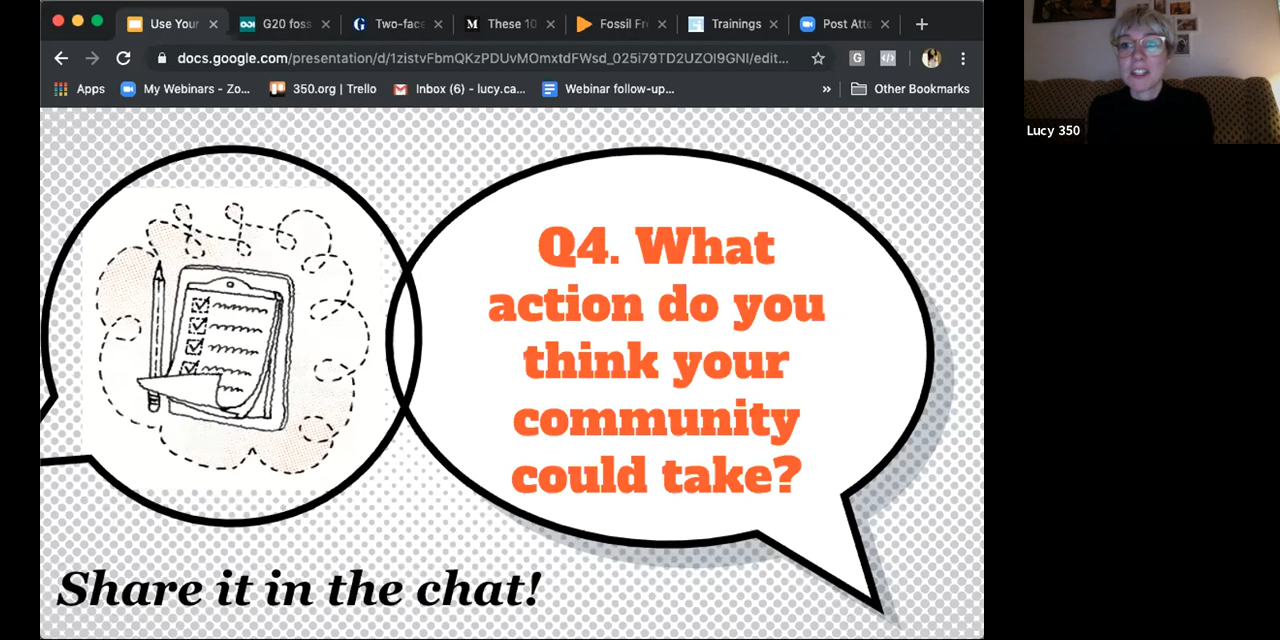 Use Your
G20 foss
Two-fac
These 10
Fossil Fr
Trainings
Post Atte
docs.google.com/presentation/d/1zistvFbmQKzPDUvMOmxtdFWsd_025i79TD2UZOI9GNI/edit...
Apps
My Webinars - Zo...
350.org | Trello
Inbox (6) - lucy.ca...
Webinar follow-up...
»
Other Bookmarks
Lucy 350
Q4. What
action do you
think your
community
could take?
Share it in the chat!